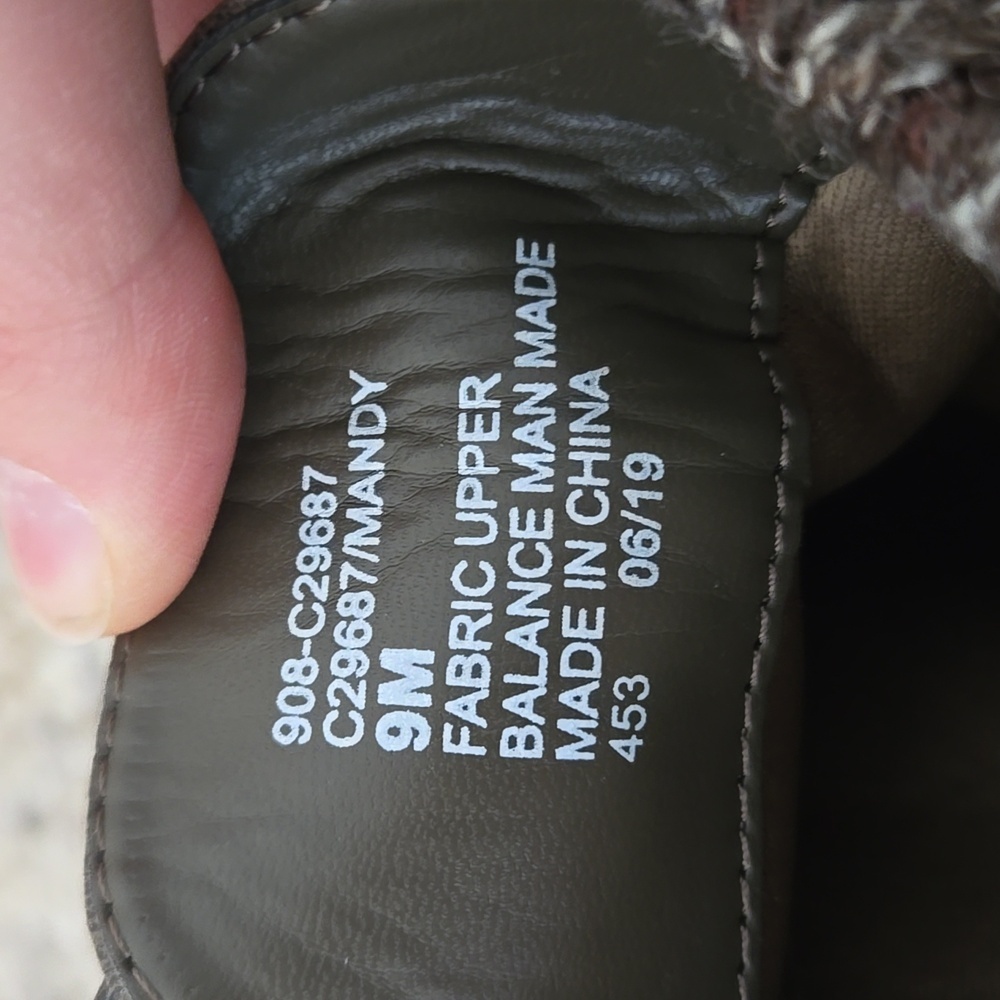 908-C29687
C29687/MANDY
9M
FABRIC UPPER
BALANCE MAN MADE
MADE IN CHINA
453 06/19